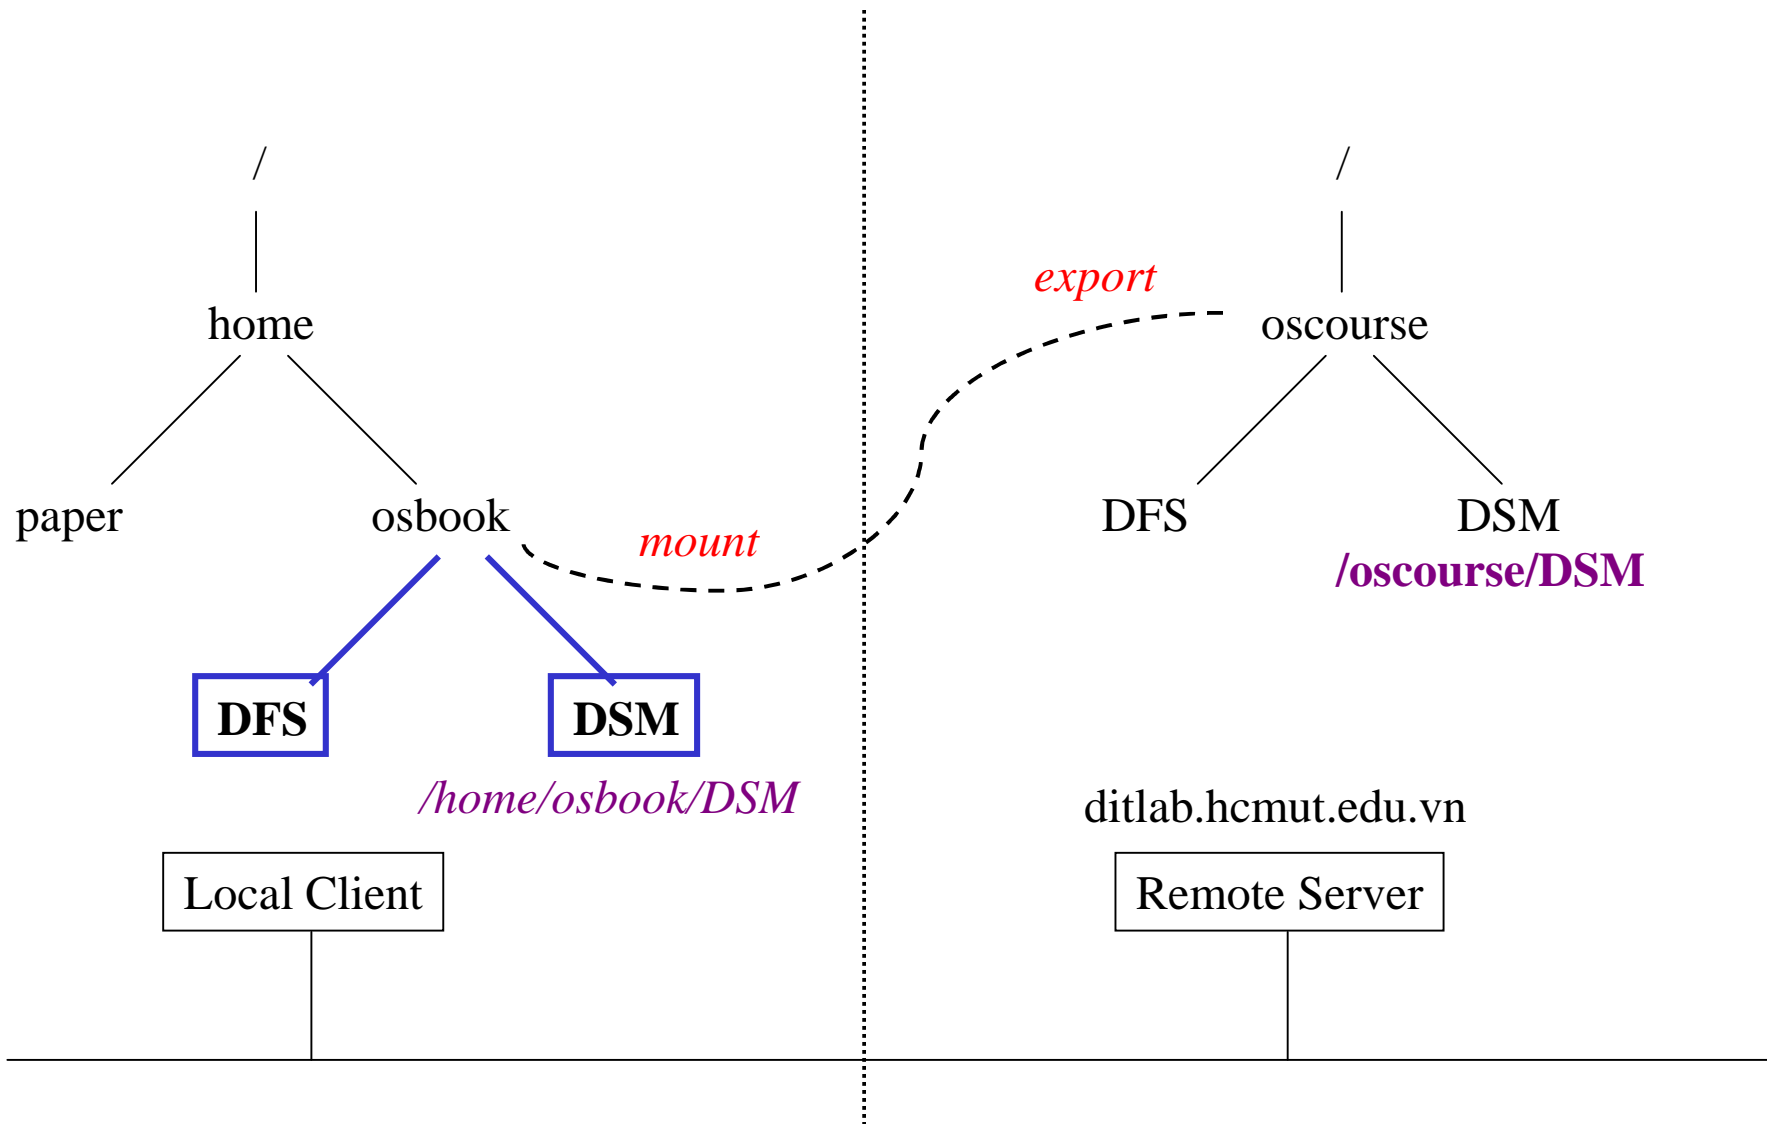 /
home
paper
osbook
mount
DFS
DSM
/home/osbook/DSM
Local Client
/
export
oscourse
DFS
DSM
/oscourse/DSM
ditlab.hcmut.edu.vn
Remote Server